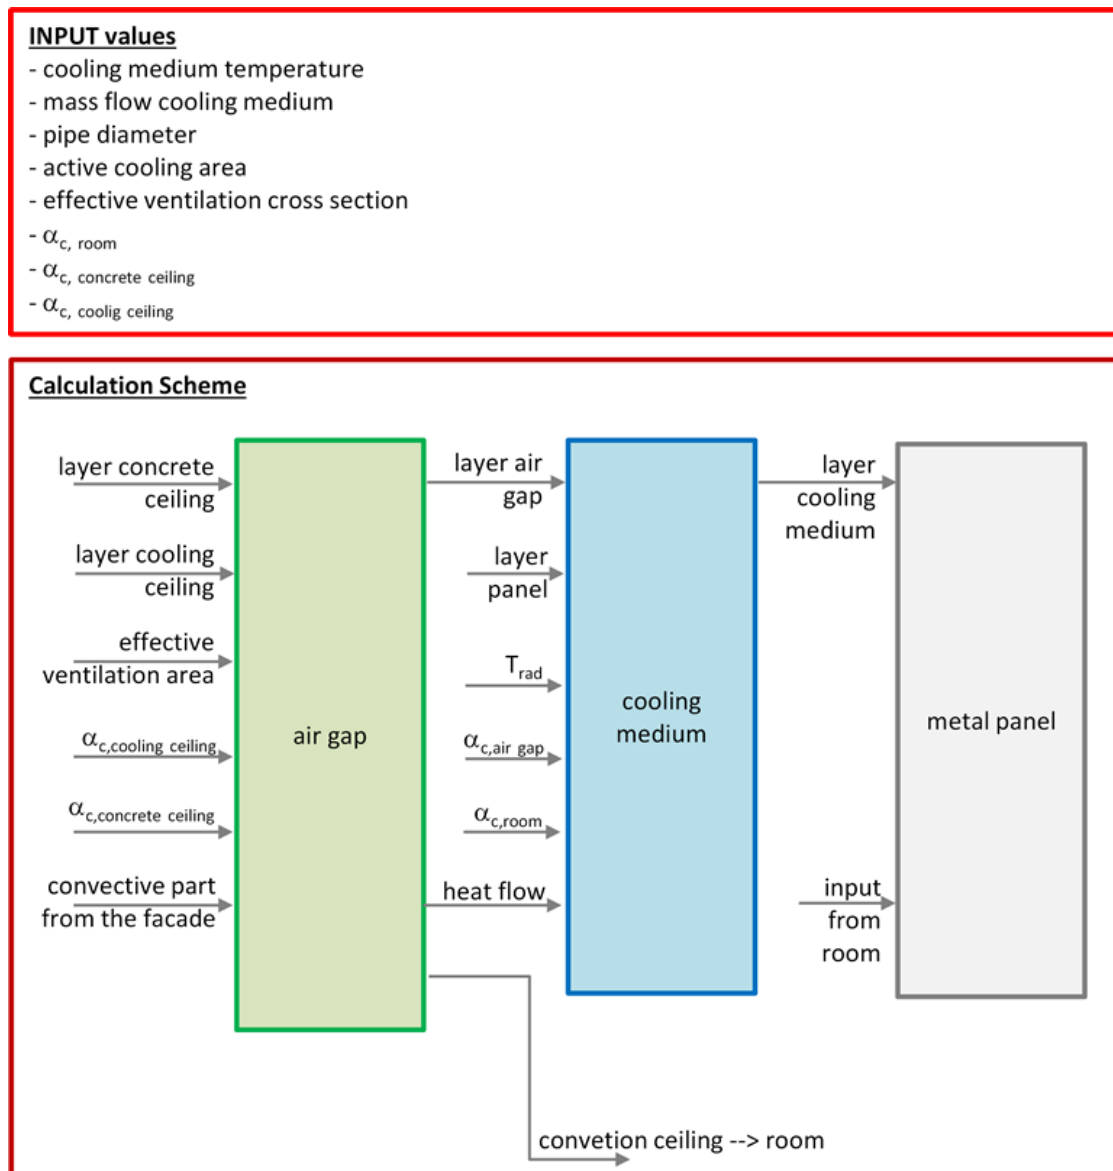 INPUT values
- cooling medium temperature
- mass flow cooling medium
- pipe diameter
- active cooling area
- effective ventilation cross section
- αc, room
- αc, concrete ceiling
- αc, coolig ceiling
Calculation Scheme
layer concrete
ceiling
layer cooling
ceiling
effective
ventilation area
αc,cooling ceiling
αc,concrete ceiling
convective part
from the facade
air gap
layer air
gap
layer
panel
Trad
αc,air gap
αc,room
heat flow
cooling
medium
layer
cooling
medium
input
from
room
metal panel
convetion ceiling --> room